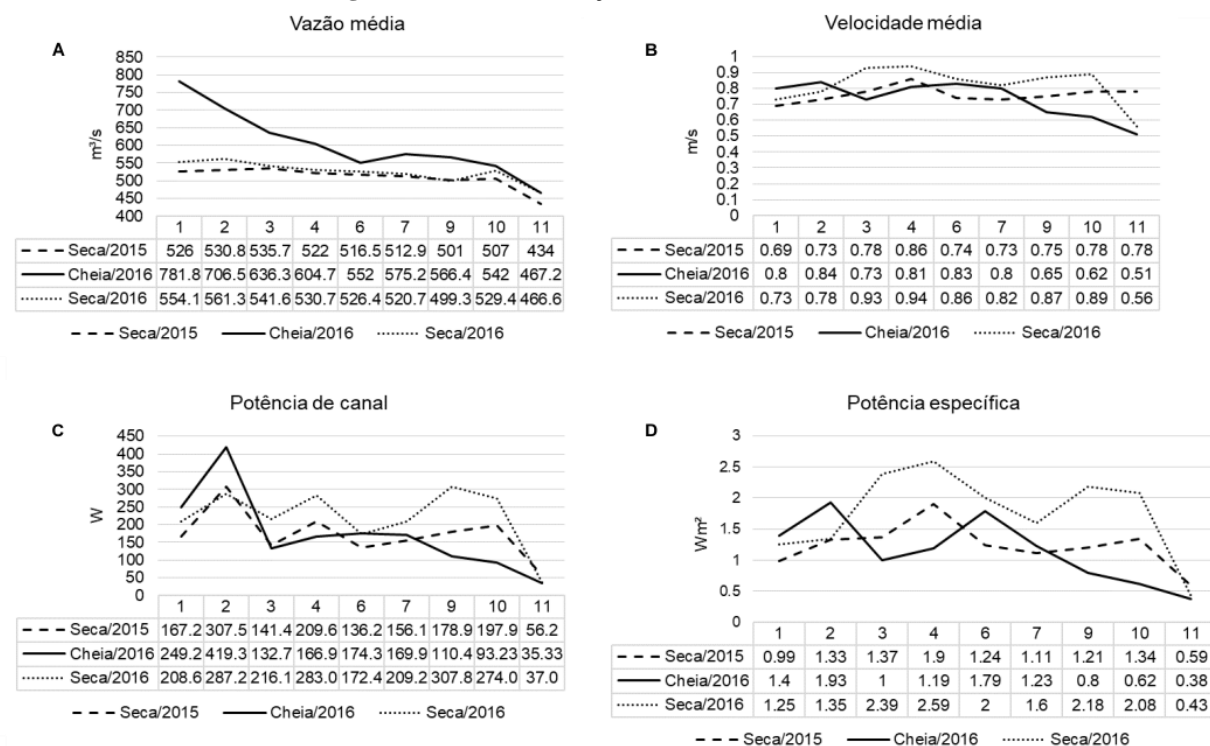 Vazão média
A
850
800
750
700
650
600
550
500
450
400
m³/s
1 2 3 4 6 7 9 10 11
Seca/2015 526 530.8 535.7 522 516.5 512.9 501 507 434
Cheia/2016 781.8 706.5 636.3 604.7 552 575.2 566.4 542 467.2
Seca/2016 554.1 561.3 541.6 530.7 526.4 520.7 499.3 529.4 466.6
Seca/2015 Cheia/2016 Seca/2016
Velocidade média
B
1
0.9
0.8
0.7
0.6
0.5
0.4
0.3
0.2
0.1
0
m/s
1 2 3 4 6 7 9 10 11
Seca/2015 0.69 0.73 0.78 0.86 0.74 0.73 0.75 0.78 0.78
Cheia/2016 0.8 0.84 0.73 0.81 0.83 0.8 0.65 0.62 0.51
Seca/2016 0.73 0.78 0.93 0.94 0.86 0.82 0.87 0.89 0.56
Seca/2015 Cheia/2016 Seca/2016
Potência de canal
C
450
400
350
300
250
200
150
100
50
0
W
1 2 3 4 6 7 9 10 11
Seca/2015 167.2 307.5 141.4 209.6 136.2 156.1 178.9 197.9 56.2
Cheia/2016 249.2 419.3 132.7 166.9 174.3 169.9 110.4 93.23 35.33
Seca/2016 208.6 287.2 216.1 283.0 172.4 209.2 307.8 274.0 37.0
Seca/2015 Cheia/2016 Seca/2016
Potência específica
D
3
2.5
2
1.5
1
0.5
0
Wm²
1 2 3 4 6 7 9 10 11
Seca/2015 0.99 1.33 1.37 1.9 1.24 1.11 1.21 1.34 0.59
Cheia/2016 1.4 1.93 1 1.19 1.79 1.23 0.8 0.62 0.38
Seca/2016 1.25 1.35 2.39 2.59 2 1.6 2.18 2.08 0.43
Seca/2015 Cheia/2016 Seca/2016